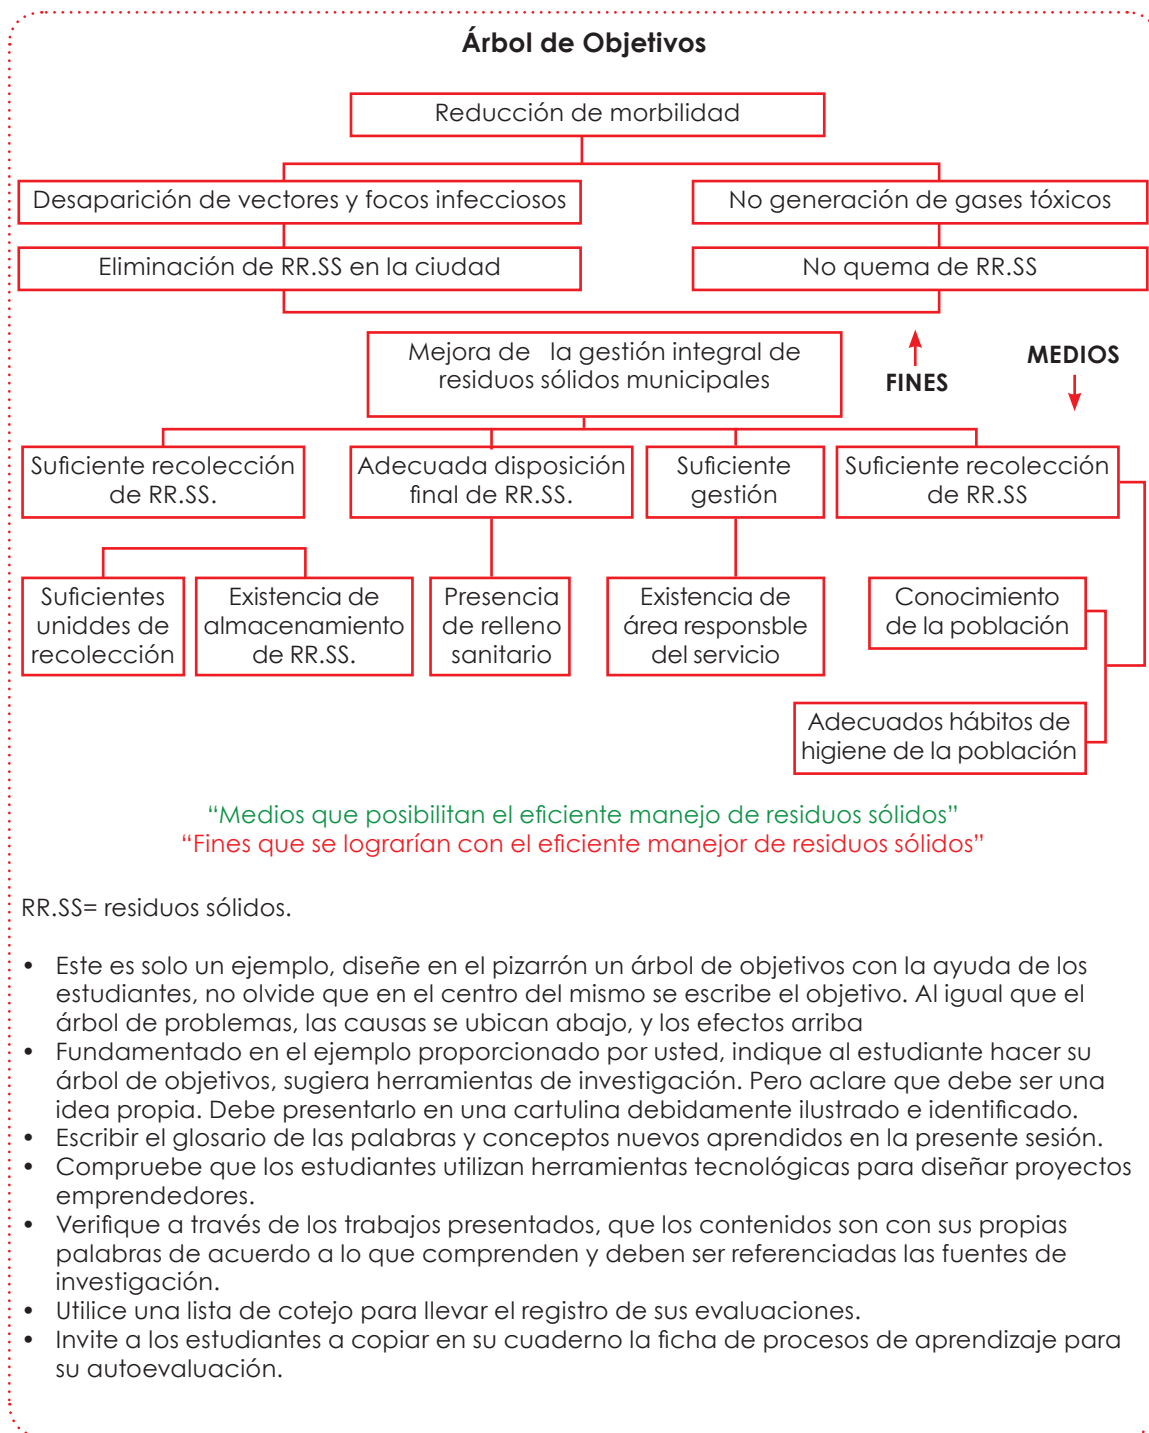 Árbol de Objetivos
Reducción de morbilidad
Desaparición de vectores y focos infecciosos
No generación de gases tóxicos
Eliminación de RR.SS en la ciudad
No quema de RR.SS
Mejora de la gestión integral de
residuos sólidos municipales
FINES
MEDIOS
Suficiente recolección
de RR.SS.
Adecuada disposición
final de RR.SS.
Suficiente
gestión
Suficiente recolección
de RR.SS
Suficientes
uniddes de
recolección
Existencia de
almacenamiento
de RR.SS.
Presencia
de relleno
sanitario
Existencia de
área responsble
del servicio
Conocimiento
de la población
Adecuados hábitos de
higiene de la población
“Medios que posibilitan el eficiente manejo de residuos sólidos”
“Fines que se lograrían con el eficiente manejor de residuos sólidos”
RR.SS= residuos sólidos.
• Este es solo un ejemplo, diseñe en el pizarrón un árbol de objetivos con la ayuda de los
estudiantes, no olvide que en el centro del mismo se escribe el objetivo. Al igual que el
árbol de problemas, las causas se ubican abajo, y los efectos arriba
• Fundamentado en el ejemplo proporcionado por usted, indique al estudiante hacer su
árbol de objetivos, sugiera herramientas de investigación. Pero aclare que debe ser una
idea propia. Debe presentarlo en una cartulina debidamente ilustrado e identificado.
• Escribir el glosario de las palabras y conceptos nuevos aprendidos en la presente sesión.
• Compruebe que los estudiantes utilizan herramientas tecnológicas para diseñar proyectos
emprendedores.
• Verifique a través de los trabajos presentados, que los contenidos son con sus propias
palabras de acuerdo a lo que comprenden y deben ser referenciadas las fuentes de
investigación.
• Utilice una lista de cotejo para llevar el registro de sus evaluaciones.
• Invite a los estudiantes a copiar en su cuaderno la ficha de procesos de aprendizaje para
su autoevaluación.